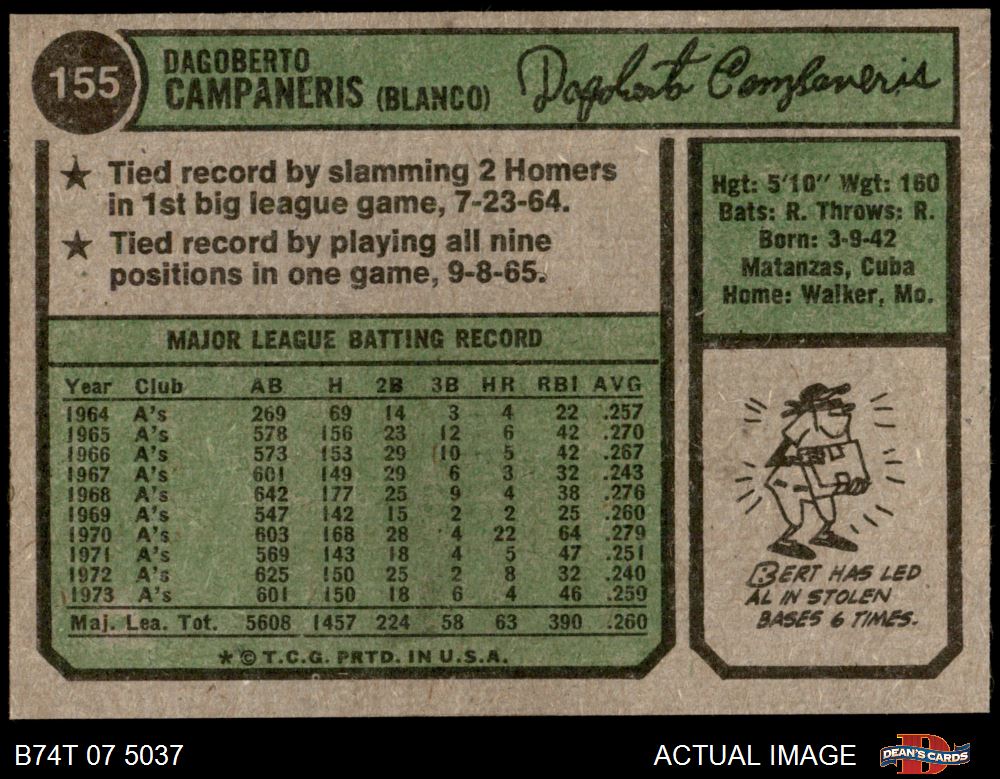 155
DAGOBERTO
CAMPANERIS (BLANCO)
Dagoberto Campaneris
★ Tied record by slamming 2 Homers
in 1st big league game, 7-23-64.
★ Tied record by playing all nine
positions in one game, 9-8-65.
Hgt: 5'10" Wgt: 160
Bats: R. Throws: R.
Born: 3-9-42
Matanzas, Cuba
Home: Walker, Mo.
MAJOR LEAGUE BATTING RECORD
Year Club AB H 2B 3B HR RBI AVG
1964 A's 269 69 14 3 4 22 .257
1965 A's 578 156 23 12 6 42 .270
1966 A's 573 153 29 10 5 42 .267
1967 A's 601 149 29 6 3 32 .243
1968 A's 642 177 25 9 4 38 .276
1969 A's 547 142 15 2 2 25 .260
1970 A's 603 168 28 4 22 64 .279
1971 A's 569 143 18 4 5 47 .251
1972 A's 625 150 25 2 8 32 .240
1973 A's 601 150 18 6 4 46 .250
Maj. Lea. Tot. 5608 1457 224 58 63 390 .260
★ © T.C.G. PRTD. IN U.S.A.
BERT HAS LED
AL IN STOLEN
BASES 6 TIMES.
B74T 07 5037
ACTUAL IMAGE
DEAN'S CARDS